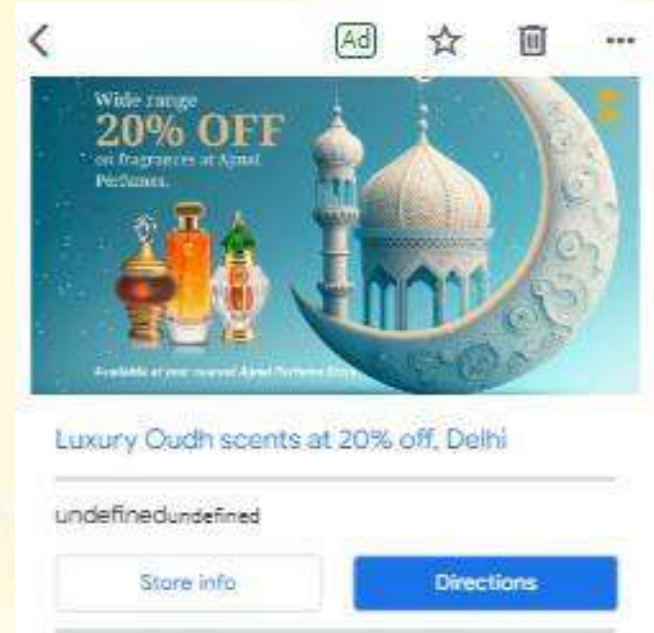 Ad
Wide range
20% OFF
on fragrances at Ajmal
Perfumes.
Available at your nearest Ajmal Perfume Store
Luxury Oudh scents at 20% off, Delhi
undefinedundefined
Store info
Directions